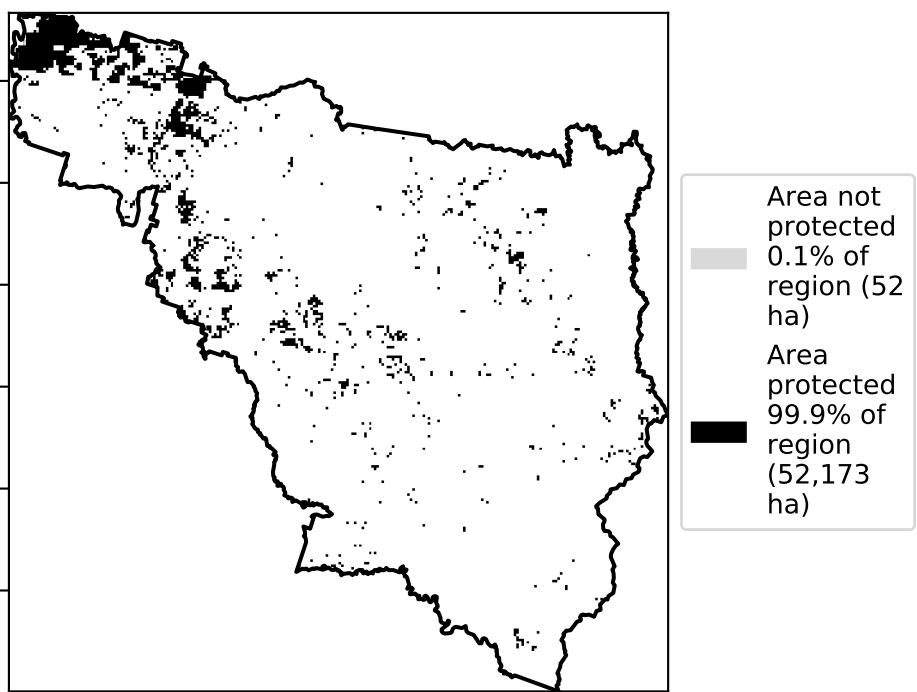 Area not
protected
0.1% of
region (52
ha)
Area
protected
99.9% of
region
(52,173
ha)